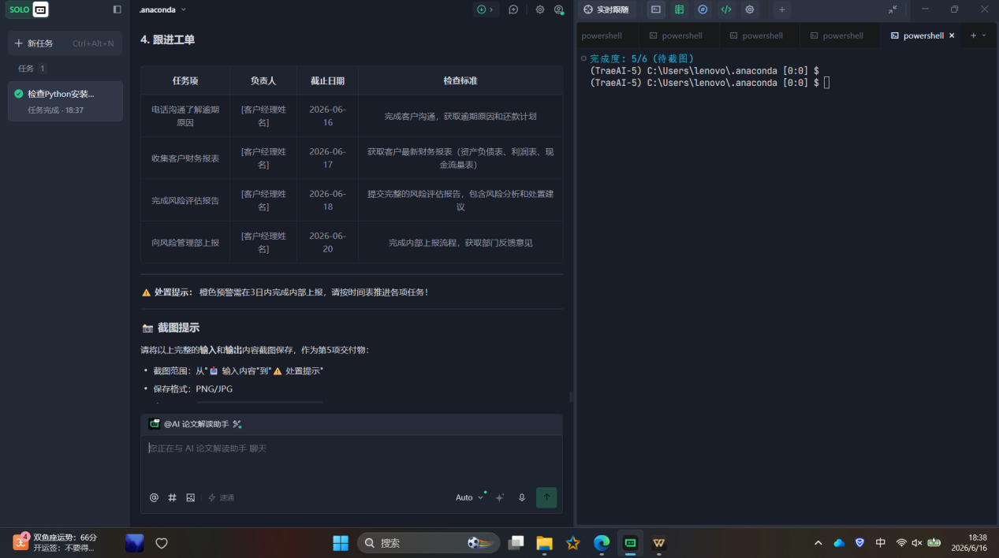 SOLO
.anaconda
实时跟随
新任务 Ctrl+Alt+N
任务 1
检查Python安装...
任务完成 · 18:37
4. 跟进工单
任务项 负责人 截止日期 检查标准
电话沟通了解逾期原因 [客户经理姓名] 2026-06-16 完成客户沟通，获取逾期原因和还款计划
收集客户财务报表 [客户经理姓名] 2026-06-17 获取客户最新财务报表（资产负债表、利润表、现金流量表）
完成风险评估报告 [客户经理姓名] 2026-06-18 提交完整的风险评估报告，包含风险分析和处置建议
向风险管理部上报 [客户经理姓名] 2026-06-20 完成内部上报流程，获取部门反馈意见
处置提示： 橙色预警需在3日内完成内部上报，请按时间表推进各项任务！
截图提示
请将以上完整的输入和输出内容截图保存，作为第5项交付物：
• 截图范围：从" 输入内容"到" 处置提示"
• 保存格式：PNG/JPG
@AI 论文解读助手
您正在与 AI 论文解读助手 聊天
速通
Auto
powershell powershell powershell powershell powershell
完成度: 5/6 (待截图)
(TraeAI-5) C:\Users\lenovo\.anaconda [0:0] $
(TraeAI-5) C:\Users\lenovo\.anaconda [0:0] $
4
双鱼座运势：66分
开运签：不要得...
搜索
中
18:38
2026/6/16